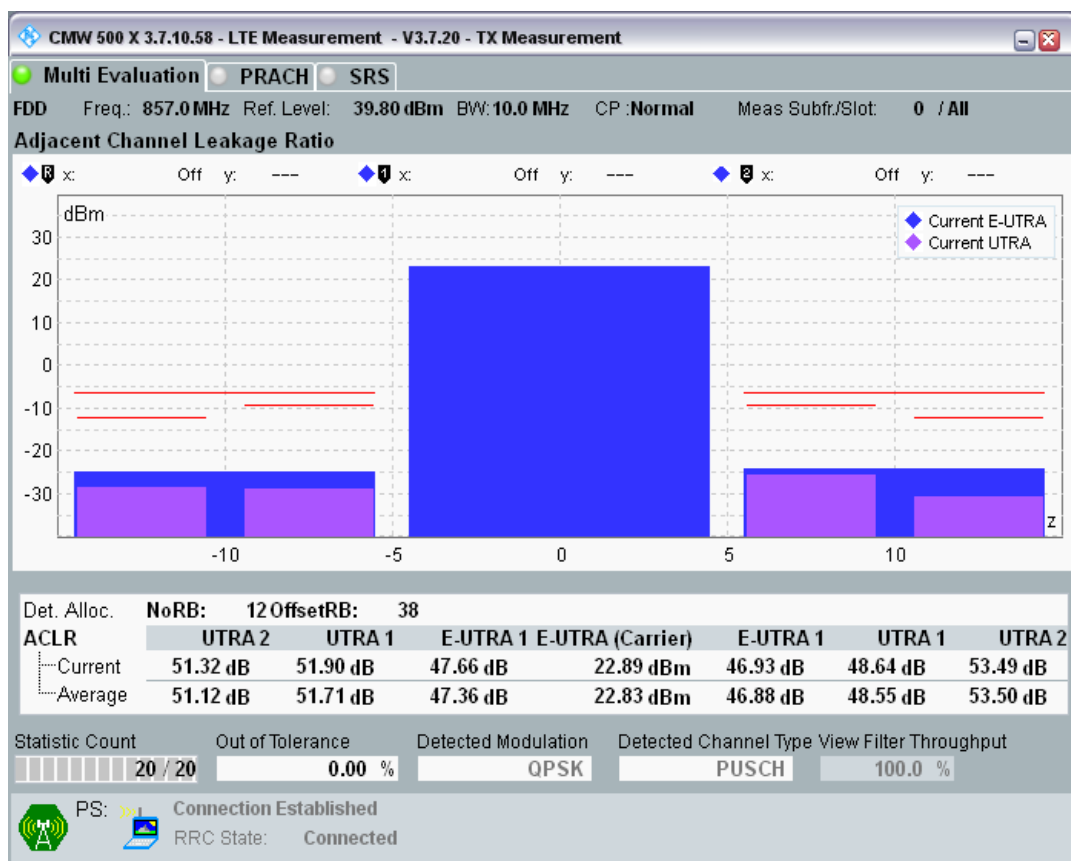 CMW 500 X 3.7.10.58 - LTE Measurement - V3.7.20 - TX Measurement
Multi Evaluation PRACH SRS
FDD Freq.: 857.0 MHz Ref. Level: 39.80 dBm BW: 10.0 MHz CP :Normal Meas Subfr./Slot: 0 / All
Adjacent Channel Leakage Ratio
R x: Off y: --- 1 x: Off y: --- 2 x: Off y: ---
dBm
Current E-UTRA
Current UTRA
30
20
10
0
-10
-20
-30
z
-10 -5 0 5 10
Det. Alloc. NoRB: 12 OffsetRB: 38
ACLR UTRA 2 UTRA 1 E-UTRA 1 E-UTRA (Carrier) E-UTRA 1 UTRA 1 UTRA 2
Current 51.32 dB 51.90 dB 47.66 dB 22.89 dBm 46.93 dB 48.64 dB 53.49 dB
Average 51.12 dB 51.71 dB 47.36 dB 22.83 dBm 46.88 dB 48.55 dB 53.50 dB
Statistic Count Out of Tolerance Detected Modulation Detected Channel Type View Filter Throughput
20 / 20 0.00 % QPSK PUSCH 100.0 %
PS: Connection Established
RRC State: Connected